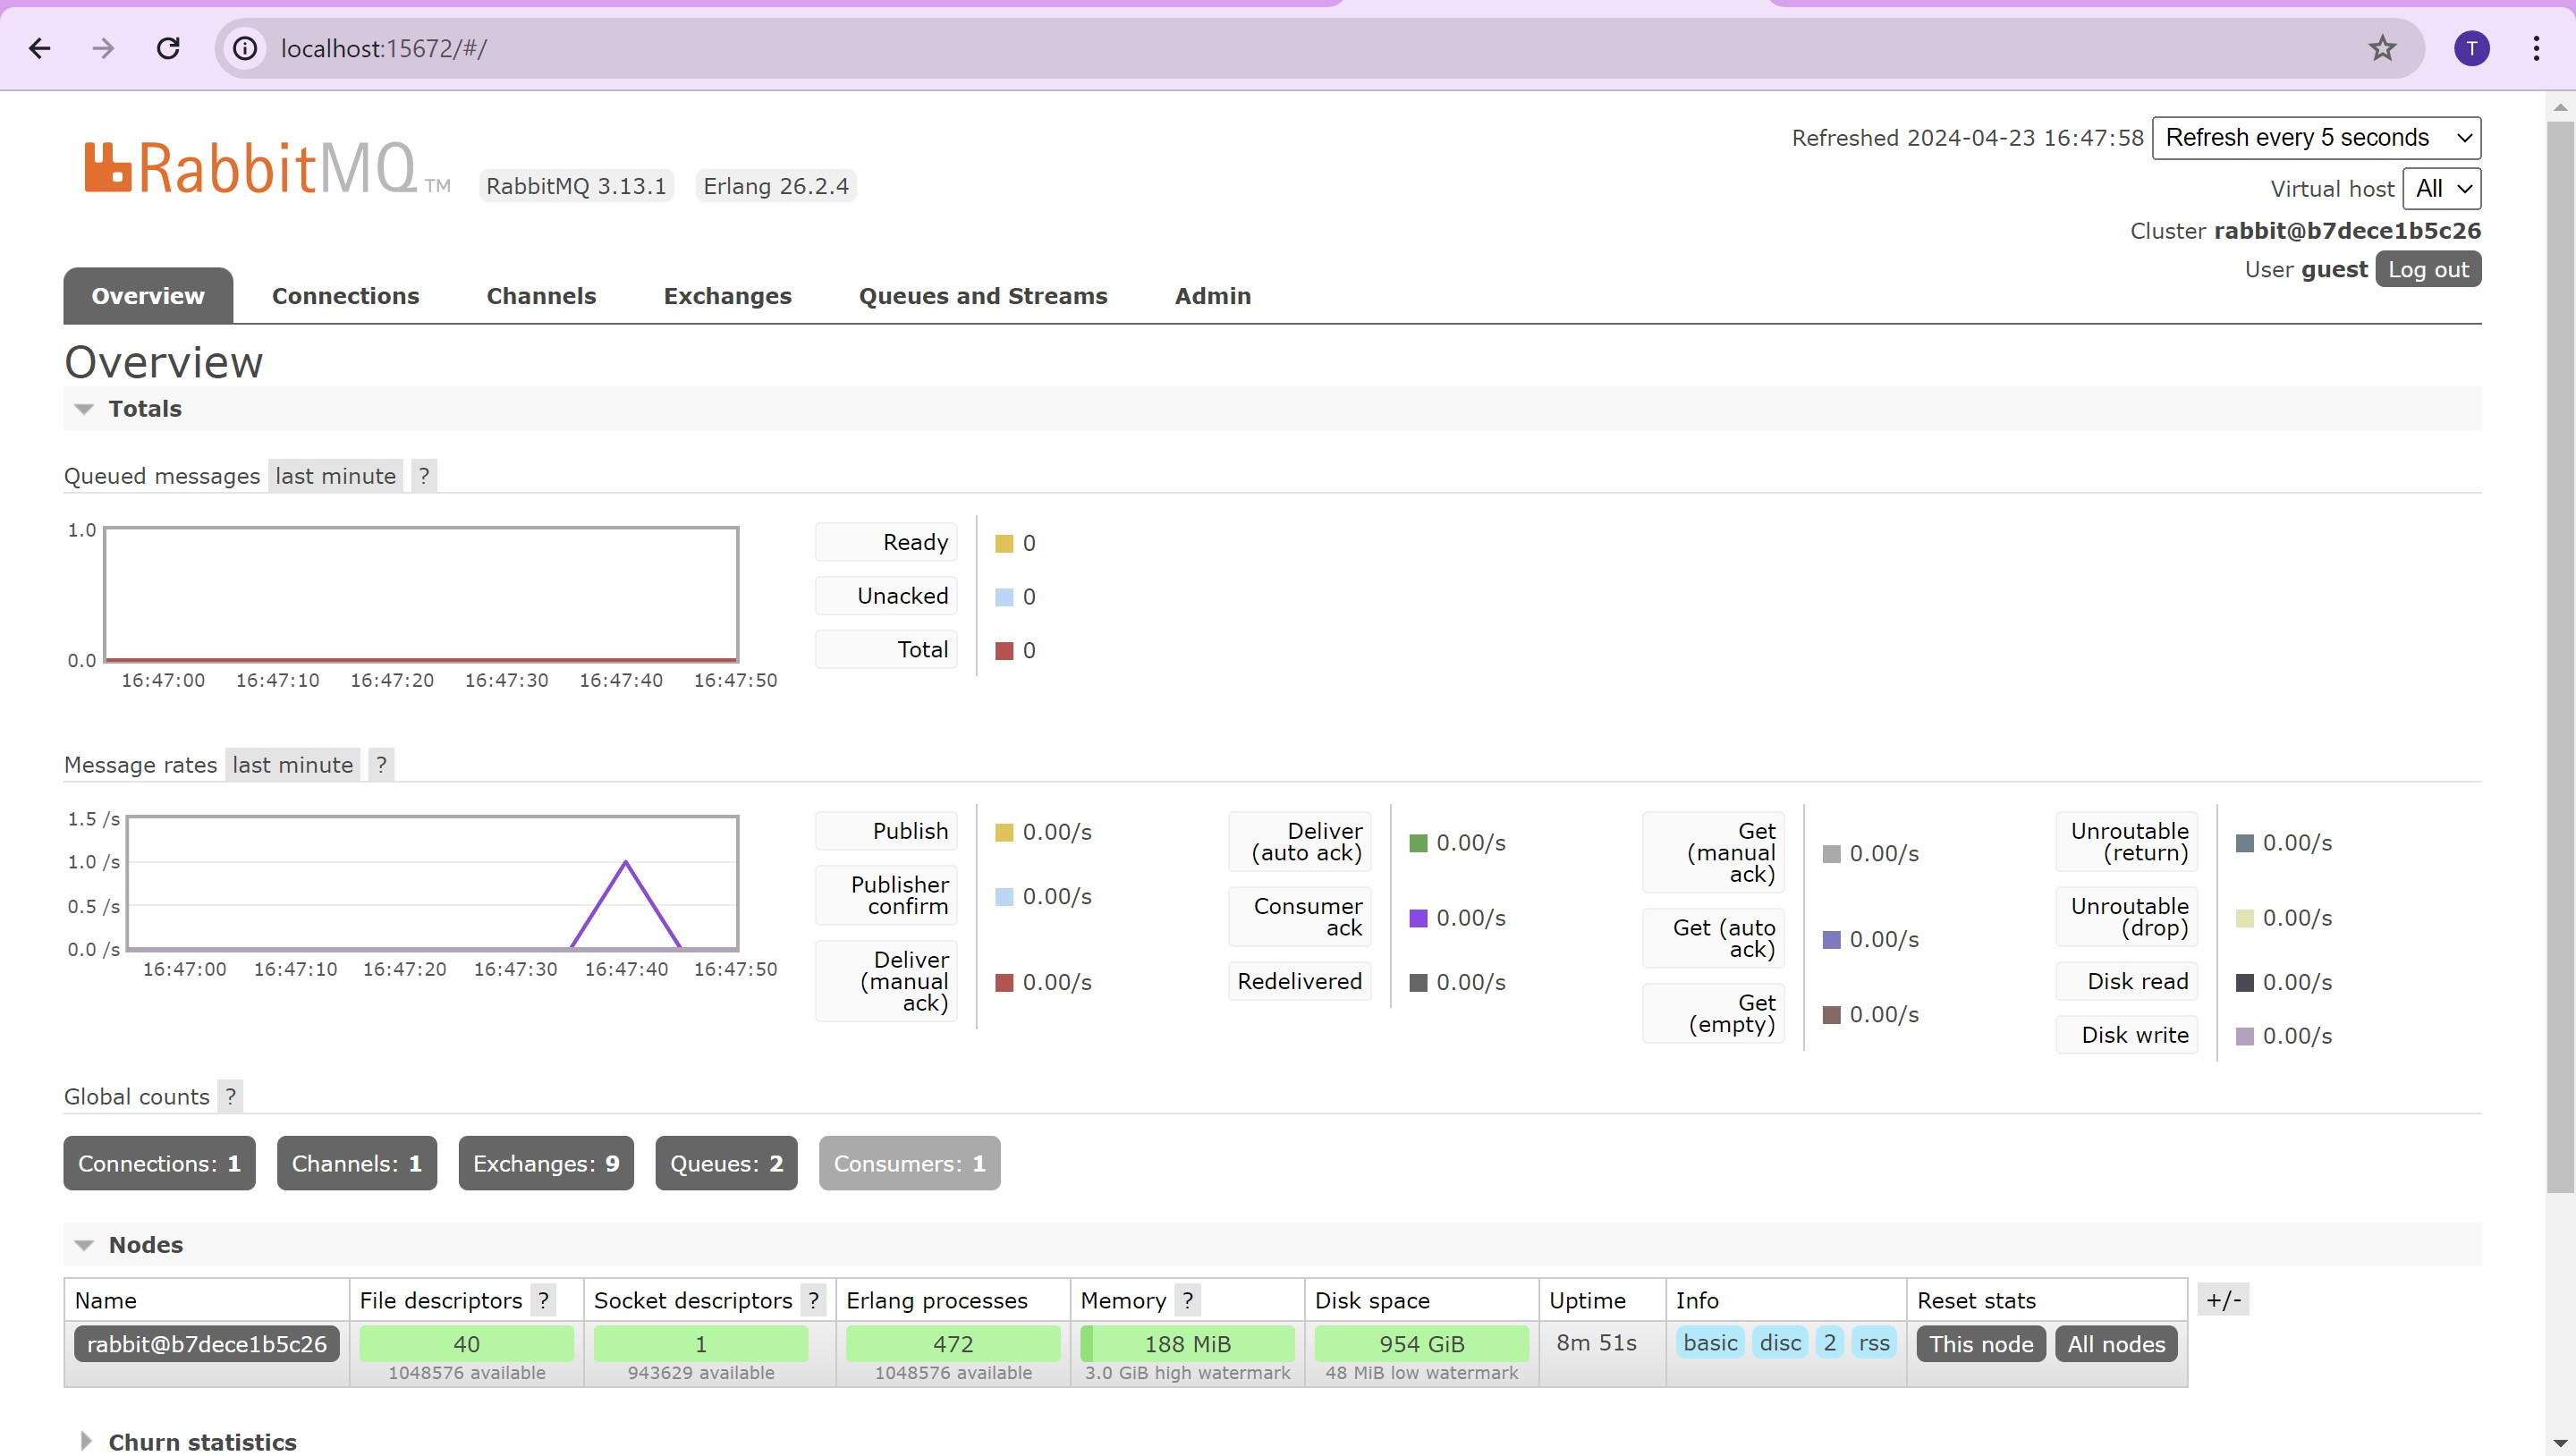 localhost:15672/#/
T
RabbitMQ TM
RabbitMQ 3.13.1
Erlang 26.2.4
Refreshed 2024-04-23 16:47:58
Refresh every 5 seconds
Virtual host
All
Cluster rabbit@b7dece1b5c26
User guest
Log out
Overview
Connections
Channels
Exchanges
Queues and Streams
Admin
Overview
Totals
Queued messages last minute ?
1.0
0.0
16:47:00 16:47:10 16:47:20 16:47:30 16:47:40 16:47:50
Ready 0
Unacked 0
Total 0
Message rates last minute ?
1.5 /s
1.0 /s
0.5 /s
0.0 /s
16:47:00 16:47:10 16:47:20 16:47:30 16:47:40 16:47:50
Publish
0.00/s
Publisher
confirm
0.00/s
Deliver
(manual
ack)
0.00/s
Deliver
(auto ack)
0.00/s
Consumer
ack
0.00/s
Redelivered
0.00/s
Get
(manual
ack)
0.00/s
Get (auto
ack)
0.00/s
Get
(empty)
0.00/s
Unroutable
(return)
0.00/s
Unroutable
(drop)
0.00/s
Disk read
0.00/s
Disk write
0.00/s
Global counts ?
Connections: 1
Channels: 1
Exchanges: 9
Queues: 2
Consumers: 1
Nodes
Name
File descriptors ?
Socket descriptors ?
Erlang processes
Memory ?
Disk space
Uptime
Info
Reset stats
+/-
rabbit@b7dece1b5c26
40
1048576 available
1
943629 available
472
1048576 available
188 MiB
3.0 GiB high watermark
954 GiB
48 MiB low watermark
8m 51s
basic disc 2 rss
This node
All nodes
Churn statistics